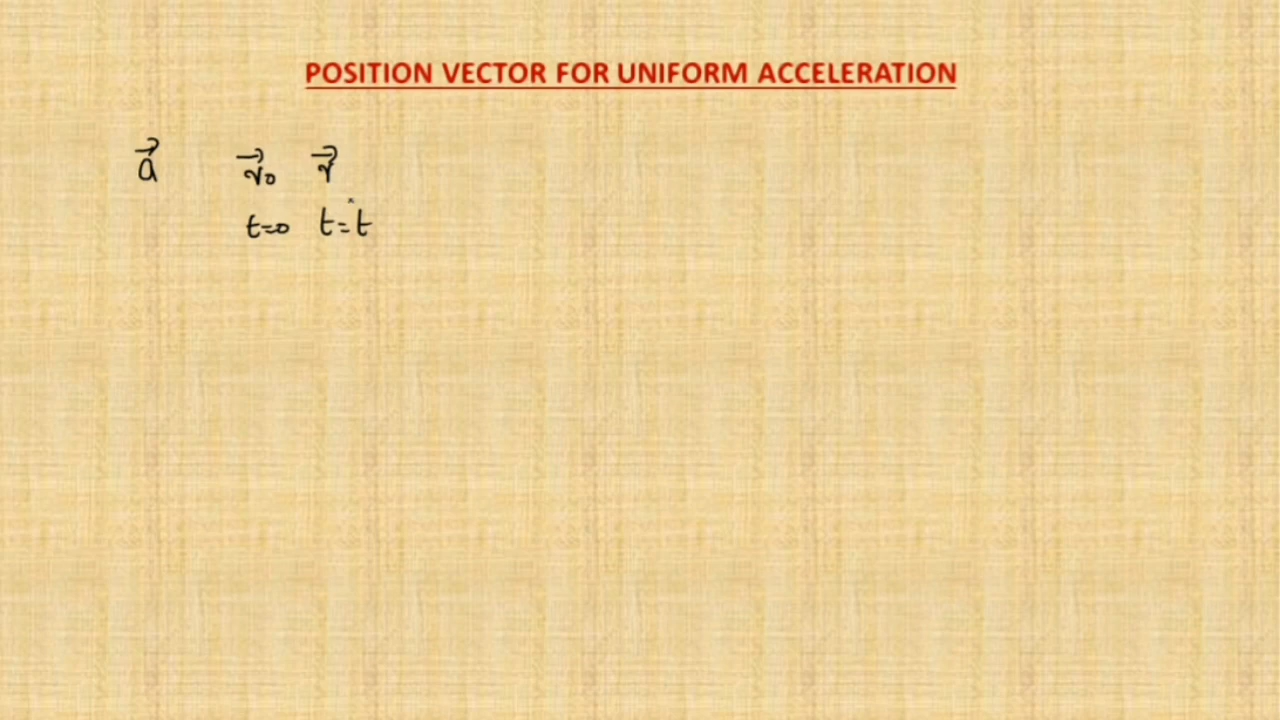 POSITION VECTOR FOR UNIFORM ACCELERATION
a⃗ r⃗₀ r⃗
t=0 t=t